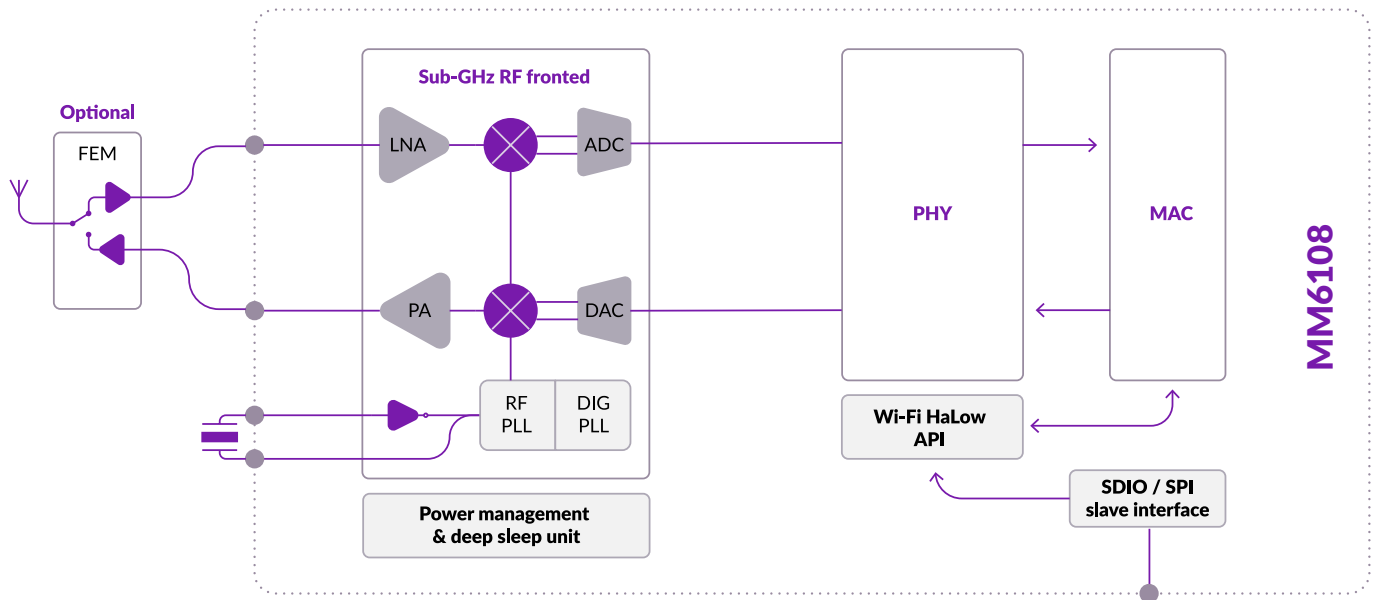 Optional
FEM
Sub-GHz RF fronted
LNA
ADC
PA
DAC
RF
PLL
DIG
PLL
Power management
& deep sleep unit
PHY
MAC
Wi-Fi HaLow
API
SDIO / SPI
slave interface
MM6108